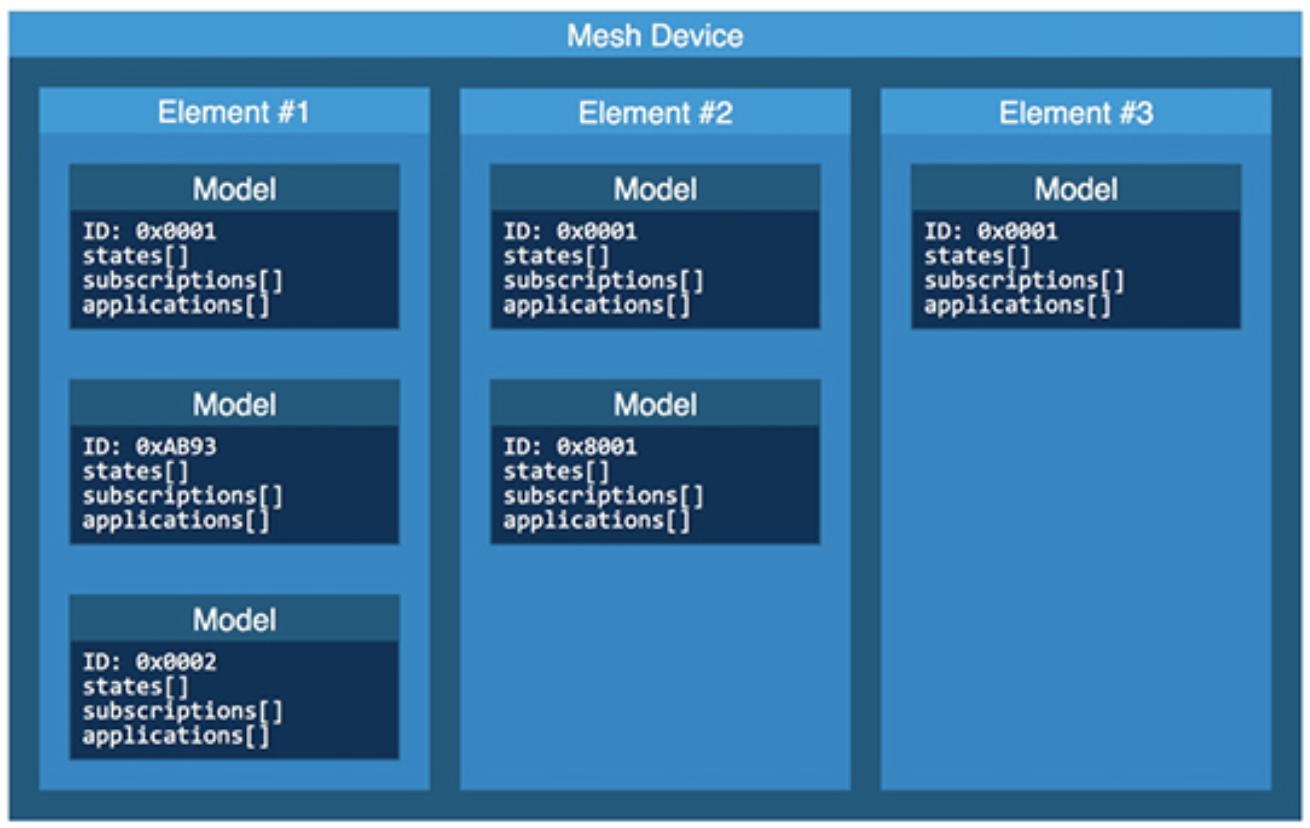 Mesh Device
Element #1
Model
ID: 0x0001
states[]
subscriptions[]
applications[]
Model
ID: 0xAB93
states[]
subscriptions[]
applications[]
Model
ID: 0x0002
states[]
subscriptions[]
applications[]
Element #2
Model
ID: 0x0001
states[]
subscriptions[]
applications[]
Model
ID: 0x8001
states[]
subscriptions[]
applications[]
Element #3
Model
ID: 0x0001
states[]
subscriptions[]
applications[]